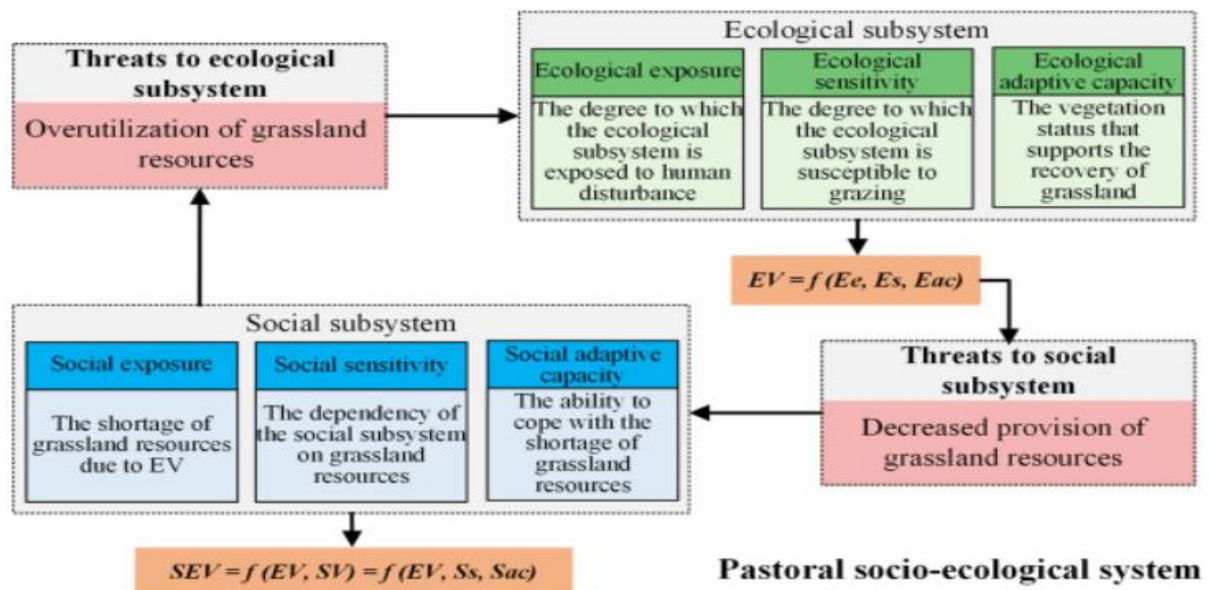 Threats to ecological
subsystem
Overutilization of grassland
resources
Ecological subsystem
Ecological exposure
The degree to which
the ecological
subsystem is
exposed to human
disturbance
Ecological
sensitivity
The degree to which
the ecological
subsystem is
susceptible to
grazing
Ecological
adaptive capacity
The vegetation
status that
supports the
recovery of
grassland
EV = f (Ee, Es, Eac)
Threats to social
subsystem
Decreased provision of
grassland resources
Social subsystem
Social exposure
The shortage of
grassland resources
due to EV
Social sensitivity
The dependency of
the social subsystem
on grassland
resources
Social adaptive
capacity
The ability to
cope with the
shortage of
grassland
resources
SEV = f (EV, SV) = f (EV, Ss, Sac)
Pastoral socio-ecological system